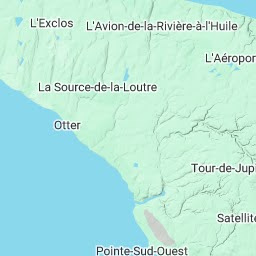 L'Exclos
L'Avion-de-la-Rivière-à-l'Huile
L'Aéropor
La Source-de-la-Loutre
Otter
Tour-de-Jup
Satellite
Pointe-Sud-Ouest